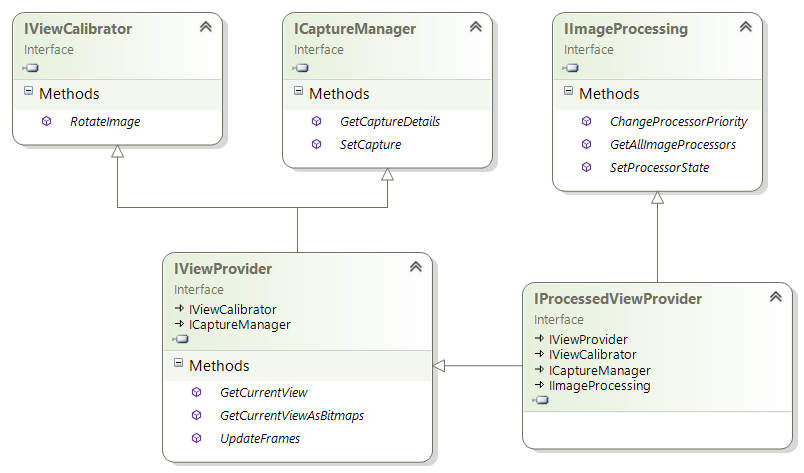 IViewCalibrator
Interface
Methods
RotateImage
ICaptureManager
Interface
Methods
GetCaptureDetails
SetCapture
IImageProcessing
Interface
Methods
ChangeProcessorPriority
GetAllImageProcessors
SetProcessorState
IViewProvider
Interface
IViewCalibrator
ICaptureManager
Methods
GetCurrentView
GetCurrentViewAsBitmaps
UpdateFrames
IProcessedViewProvider
Interface
IViewProvider
IViewCalibrator
ICaptureManager
IImageProcessing